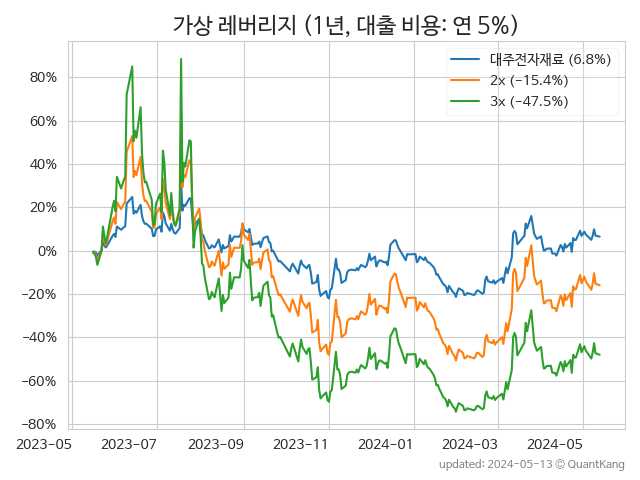 가상 레버리지 (1년, 대출 비용: 연 5%)
대주전자재료 (6.8%)
2x (−15.4%)
3x (−47.5%)
80%
60%
40%
20%
0%
−20%
−40%
−60%
−80%
2023-05 2023-07 2023-09 2023-11 2024-01 2024-03 2024-05
updated: 2024-05-13 ⓒ QuantKang